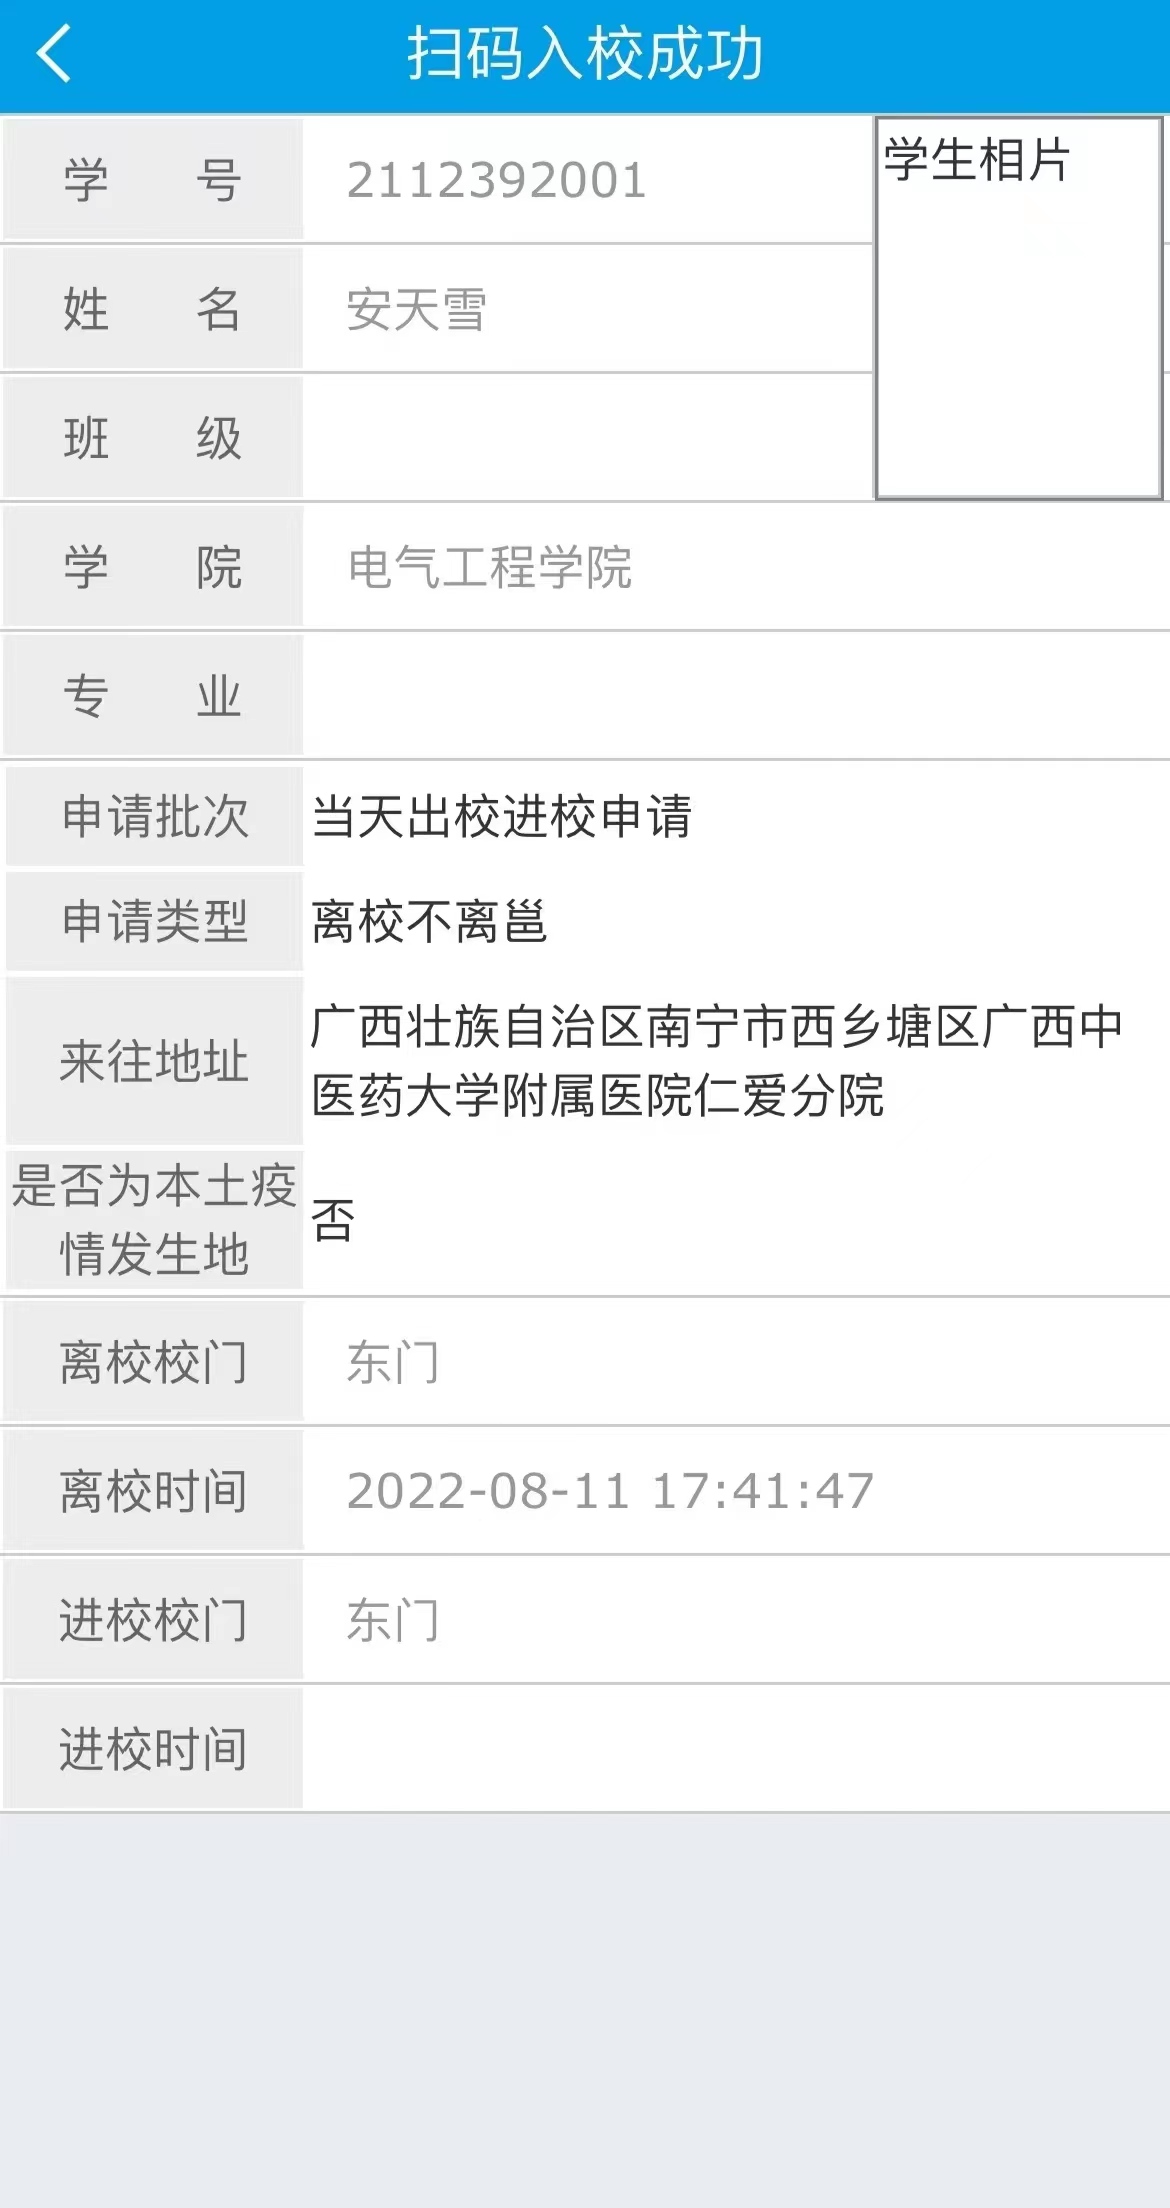 扫码入校成功
学 号 2112392001 学生相片
姓 名 安天雪
班 级
学 院 电气工程学院
专 业
申请批次 当天出校进校申请
申请类型 离校不离邕
来往地址 广西壮族自治区南宁市西乡塘区广西中
医药大学附属医院仁爱分院
是否为本土疫
情发生地 否
离校校门 东门
离校时间 2022-08-11 17:41:47
进校校门 东门
进校时间